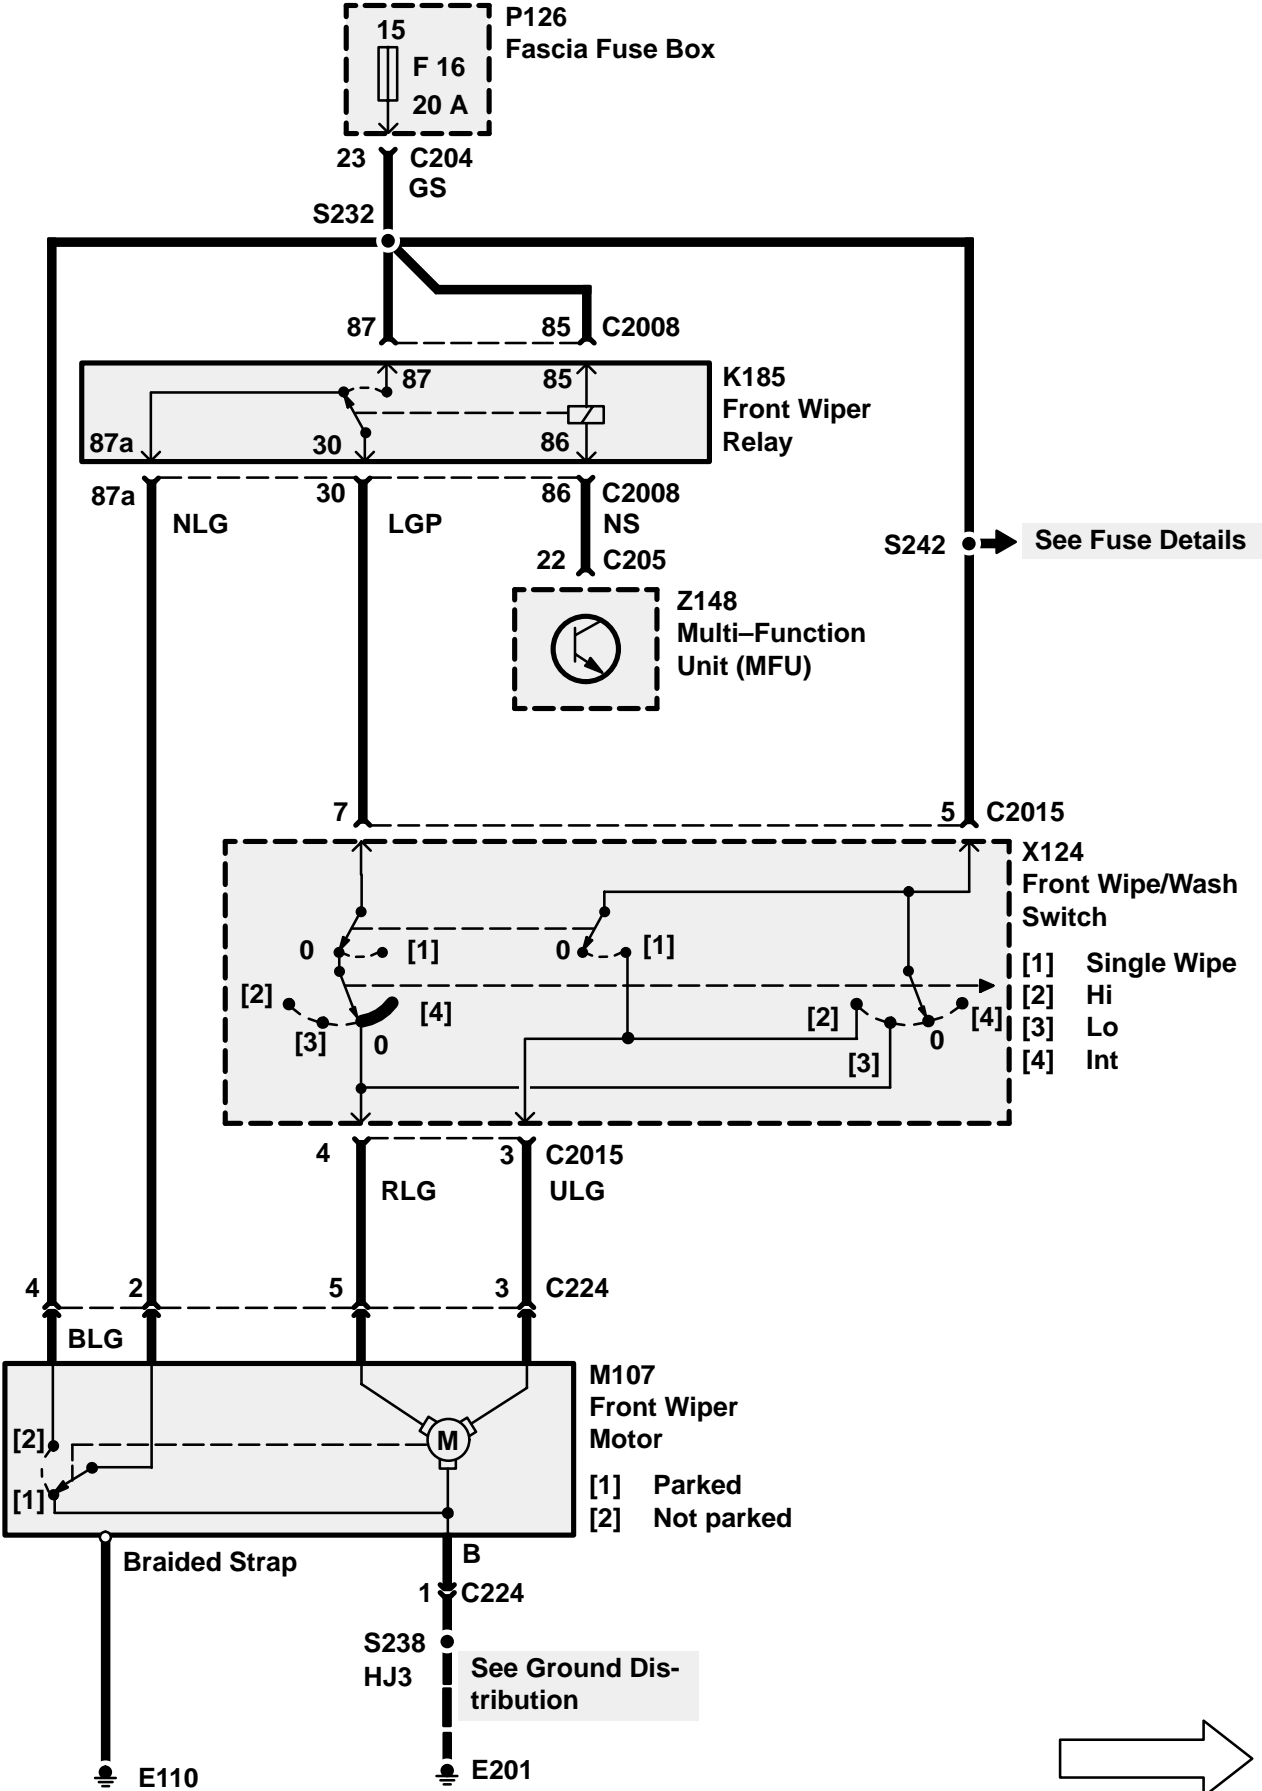 P126
15
Fascia Fuse Box
F 16
20 A
23 C204
GS
S232
87 85 C2008
87 85 K185
Front Wiper
87a 30 86 Relay
87a 30 86 C2008
NLG LGP NS
S242 See Fuse Details
22 C205
Z148
Multi–Function
Unit (MFU)
7 5 C2015
X124
Front Wipe/Wash
Switch
0 [1] 0 [1]
[1] Single Wipe
[2] [4] [2] [4] [2] Hi
[3] 0 0 [3] Lo
[3] [4] Int
4 3 C2015
RLG ULG
4 2 5 3 C224
BLG
M107
Front Wiper
[2] M Motor
[1] [1] Parked
[2] Not parked
Braided Strap B
1 C224
S238
HJ3
See Ground Dis-
tribution
E110 E201